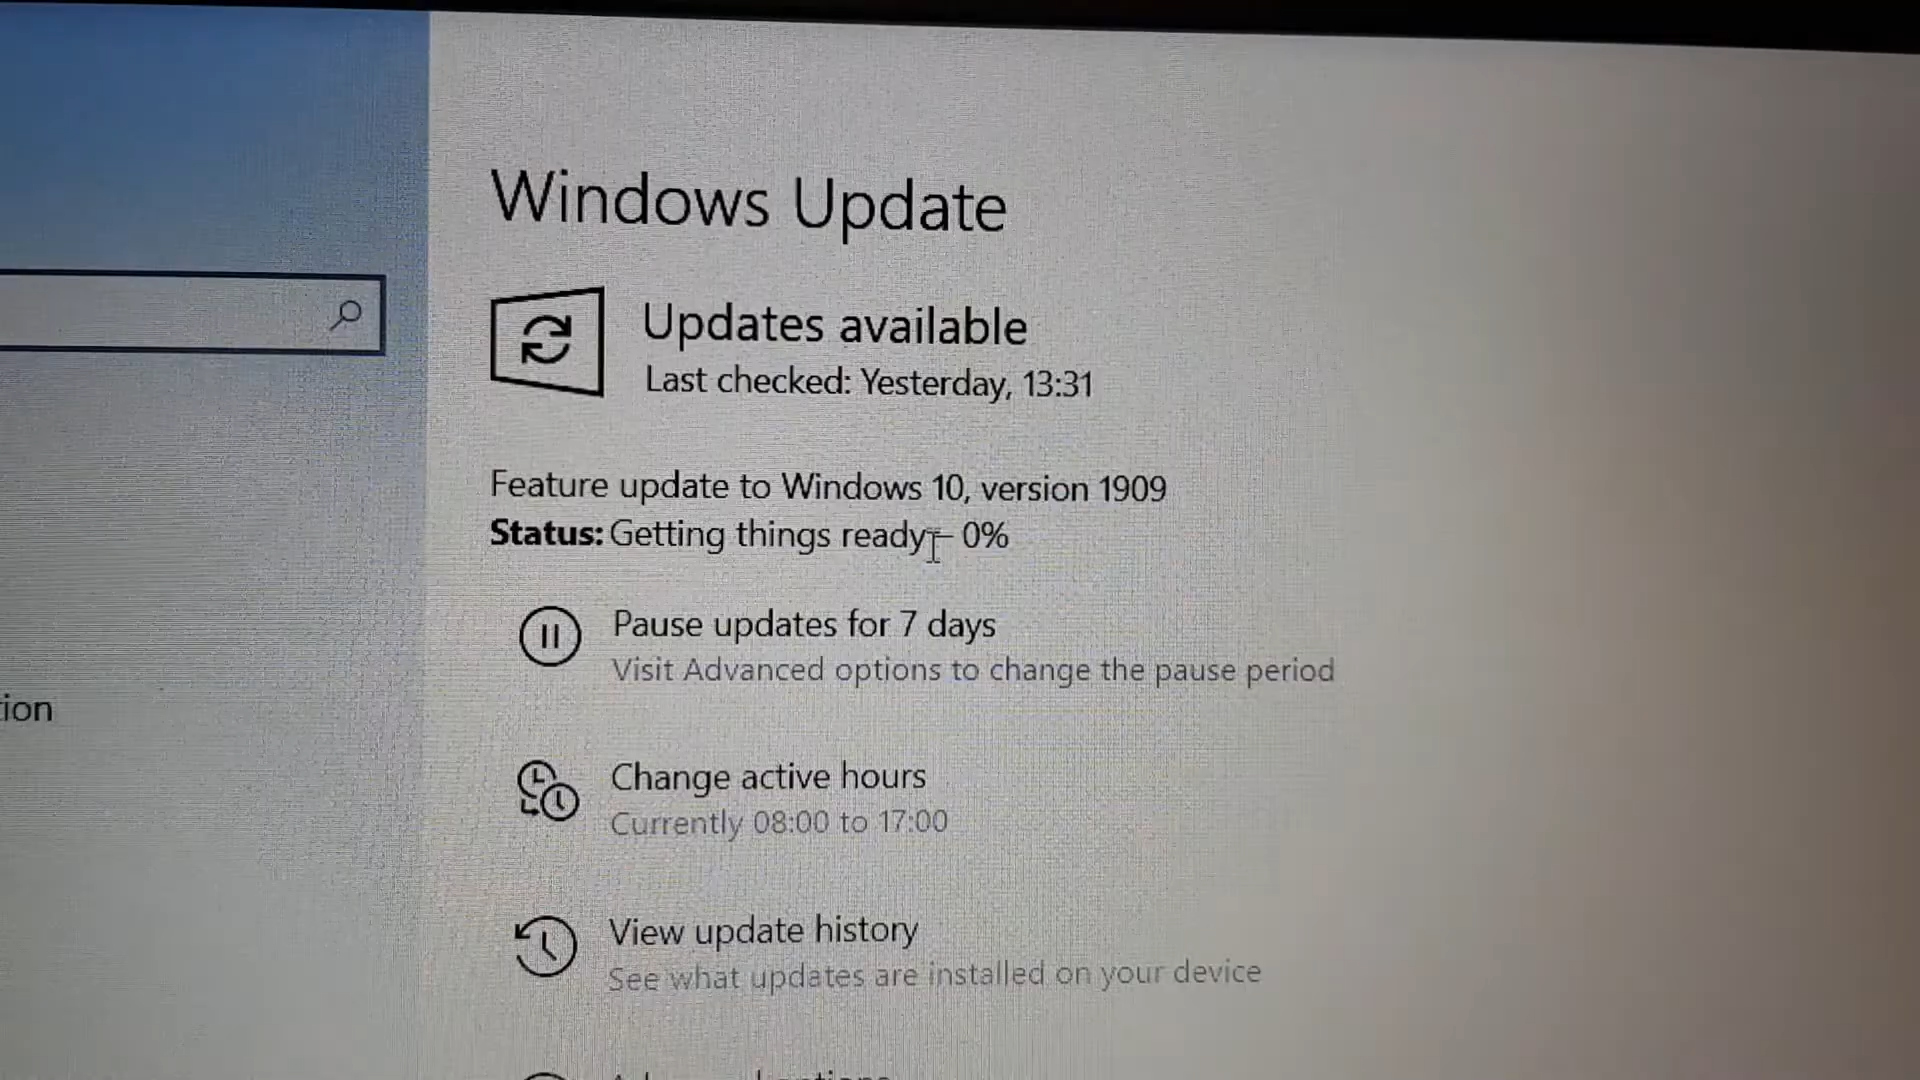 Windows Update
Updates available
Last checked: Yesterday, 13:31
Feature update to Windows 10, version 1909
Status: Getting things ready – 0%
Pause updates for 7 days
Visit Advanced options to change the pause period
tion
Change active hours
Currently 08:00 to 17:00
View update history
See what updates are installed on your device